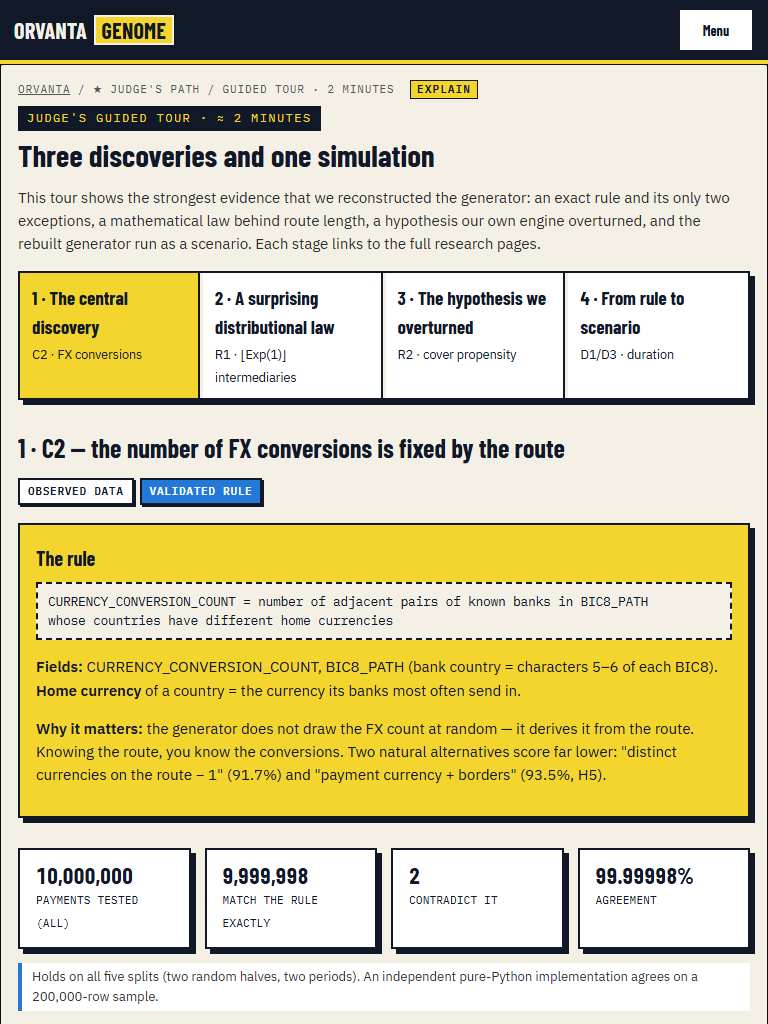 ORVANTA GENOME
Menu
ORVANTA / ★ JUDGE'S PATH / GUIDED TOUR · 2 MINUTES EXPLAIN
JUDGE'S GUIDED TOUR · ≈ 2 MINUTES
Three discoveries and one simulation
This tour shows the strongest evidence that we reconstructed the generator: an exact rule and its only two
exceptions, a mathematical law behind route length, a hypothesis our own engine overturned, and the
rebuilt generator run as a scenario. Each stage links to the full research pages.
1 · The central
discovery
C2 · FX conversions
2 · A surprising
distributional law
R1 · ⌊Exp(1)⌋
intermediaries
3 · The hypothesis we
overturned
R2 · cover propensity
4 · From rule to
scenario
D1/D3 · duration
1 · C2 — the number of FX conversions is fixed by the route
OBSERVED DATA VALIDATED RULE
The rule
CURRENCY_CONVERSION_COUNT = number of adjacent pairs of known banks in BIC8_PATH
whose countries have different home currencies
Fields: CURRENCY_CONVERSION_COUNT, BIC8_PATH (bank country = characters 5–6 of each BIC8).
Home currency of a country = the currency its banks most often send in.
Why it matters: the generator does not draw the FX count at random — it derives it from the route.
Knowing the route, you know the conversions. Two natural alternatives score far lower: "distinct
currencies on the route − 1" (91.7%) and "payment currency + borders" (93.5%, H5).
10,000,000
PAYMENTS TESTED
(ALL)
9,999,998
MATCH THE RULE
EXACTLY
2
CONTRADICT IT
99.99998%
AGREEMENT
Holds on all five splits (two random halves, two periods). An independent pure-Python implementation agrees on a
200,000-row sample.